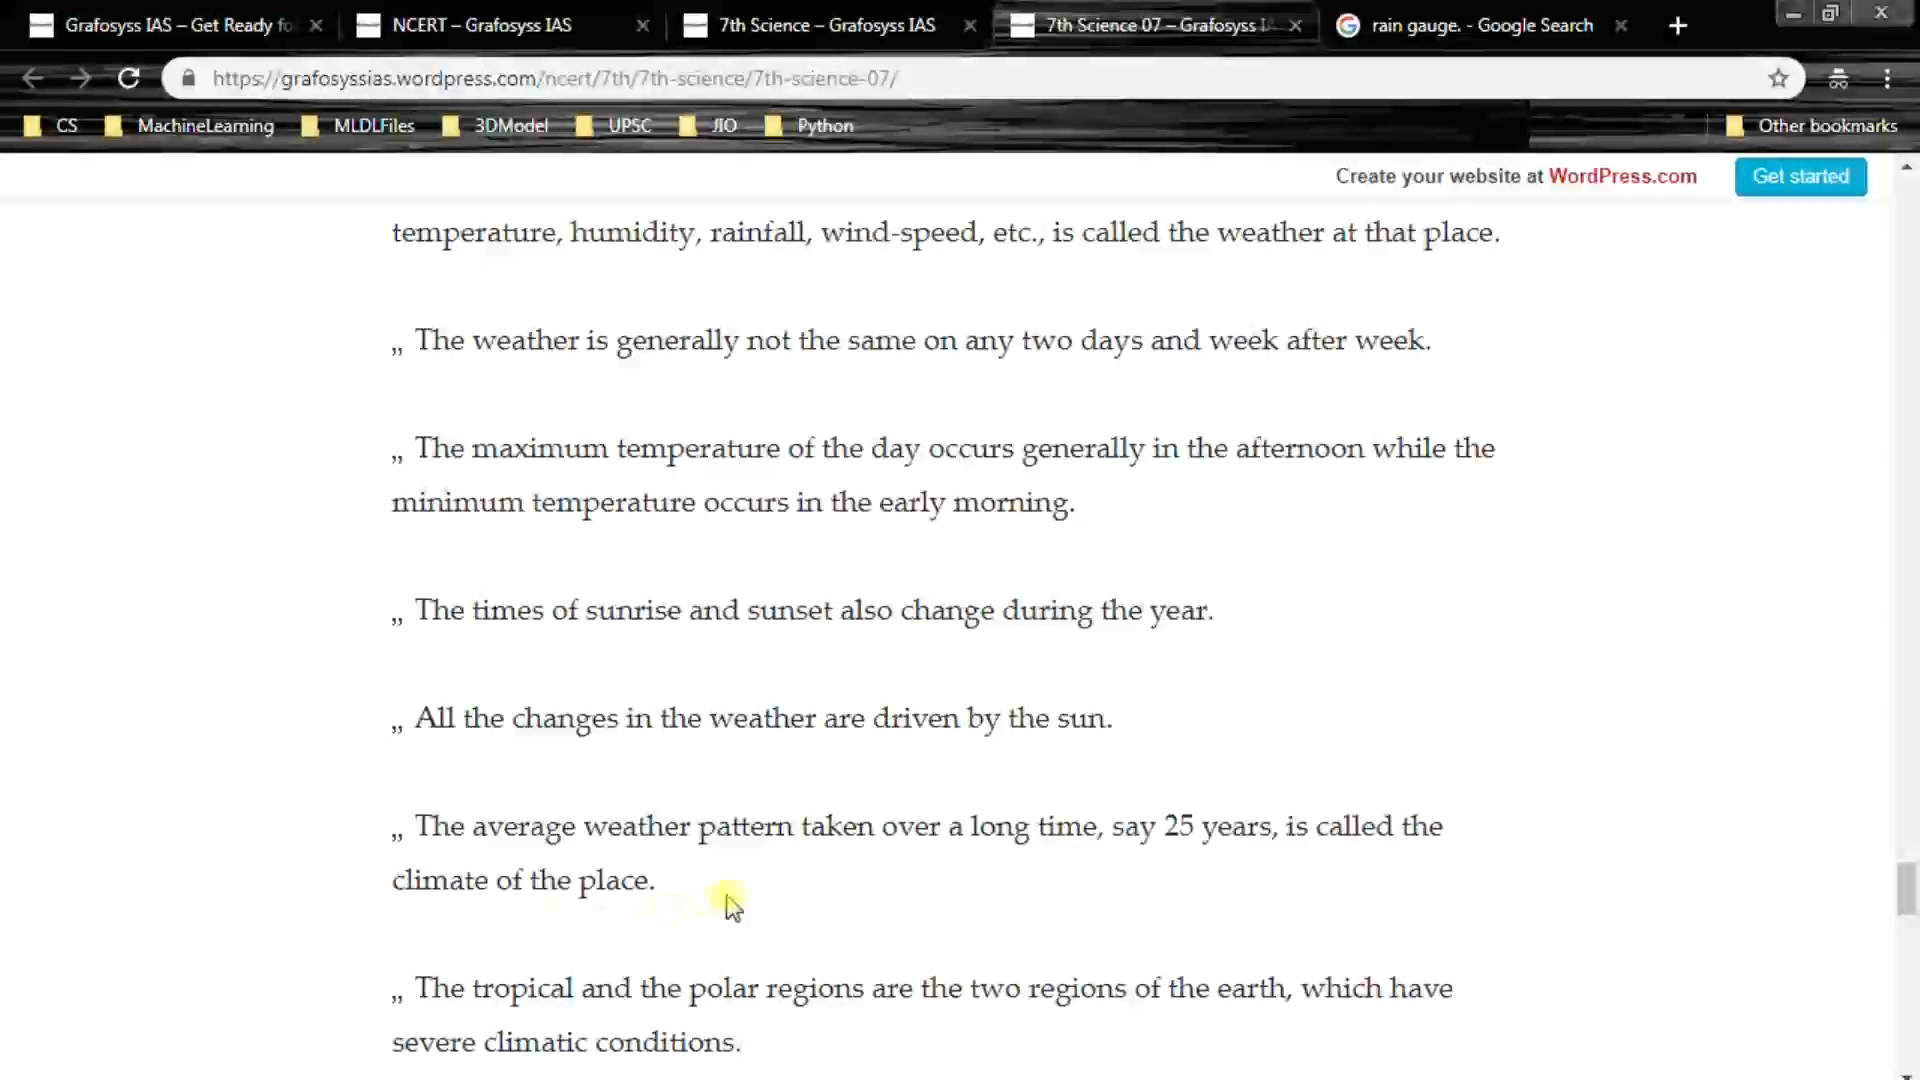 Grafosyss IAS – Get Ready fo
NCERT – Grafosyss IAS
7th Science – Grafosyss IAS
7th Science 07 – Grafosyss I
rain gauge. - Google Search
https://grafosyssias.wordpress.com/ncert/7th/7th-science/7th-science-07/
CS
MachineLearning
MLDLFiles
3DModel
UPSC
JIO
Python
Other bookmarks
Create your website at WordPress.com
Get started
temperature, humidity, rainfall, wind-speed, etc., is called the weather at that place.
„ The weather is generally not the same on any two days and week after week.
„ The maximum temperature of the day occurs generally in the afternoon while the
minimum temperature occurs in the early morning.
„ The times of sunrise and sunset also change during the year.
„ All the changes in the weather are driven by the sun.
„ The average weather pattern taken over a long time, say 25 years, is called the
climate of the place.
„ The tropical and the polar regions are the two regions of the earth, which have
severe climatic conditions.